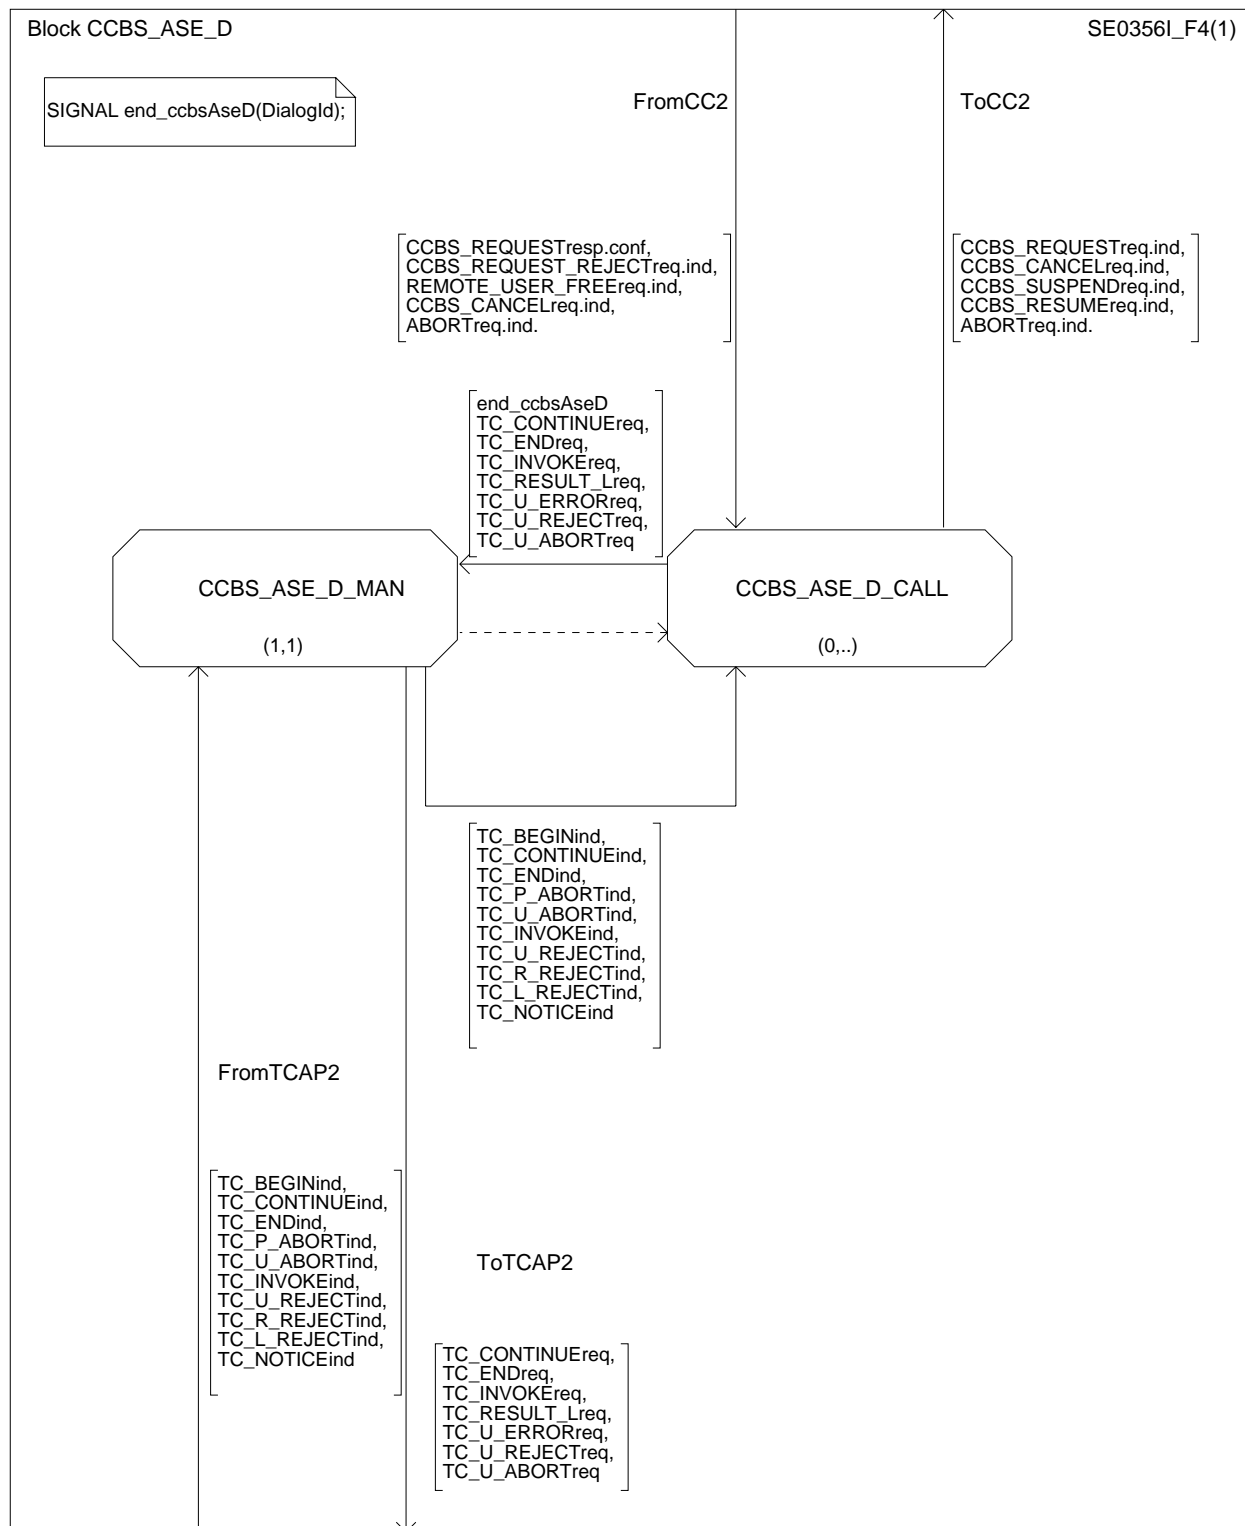 Block CCBS_ASE_D
SE0356I_F4(1)
SIGNAL end_ccbsAseD(DialogId);
FromCC2
ToCC2
CCBS_REQUESTresp.conf,
CCBS_REQUEST_REJECTreq.ind,
REMOTE_USER_FREEreq.ind,
CCBS_CANCELreq.ind,
ABORTreq.ind.
CCBS_REQUESTreq.ind,
CCBS_CANCELreq.ind,
CCBS_SUSPENDreq.ind,
CCBS_RESUMEreq.ind,
ABORTreq.ind.
end_ccbsAseD
TC_CONTINUEreq,
TC_ENDreq,
TC_INVOKEreq,
TC_RESULT_Lreq,
TC_U_ERRORreq,
TC_U_REJECTreq,
TC_U_ABORTreq
CCBS_ASE_D_MAN
(1,1)
CCBS_ASE_D_CALL
(0,..)
TC_BEGINind,
TC_CONTINUEind,
TC_ENDind,
TC_P_ABORTind,
TC_U_ABORTind,
TC_INVOKEind,
TC_U_REJECTind,
TC_R_REJECTind,
TC_L_REJECTind,
TC_NOTICEind
FromTCAP2
TC_BEGINind,
TC_CONTINUEind,
TC_ENDind,
TC_P_ABORTind,
TC_U_ABORTind,
TC_INVOKEind,
TC_U_REJECTind,
TC_R_REJECTind,
TC_L_REJECTind,
TC_NOTICEind
ToTCAP2
TC_CONTINUEreq,
TC_ENDreq,
TC_INVOKEreq,
TC_RESULT_Lreq,
TC_U_ERRORreq,
TC_U_REJECTreq,
TC_U_ABORTreq